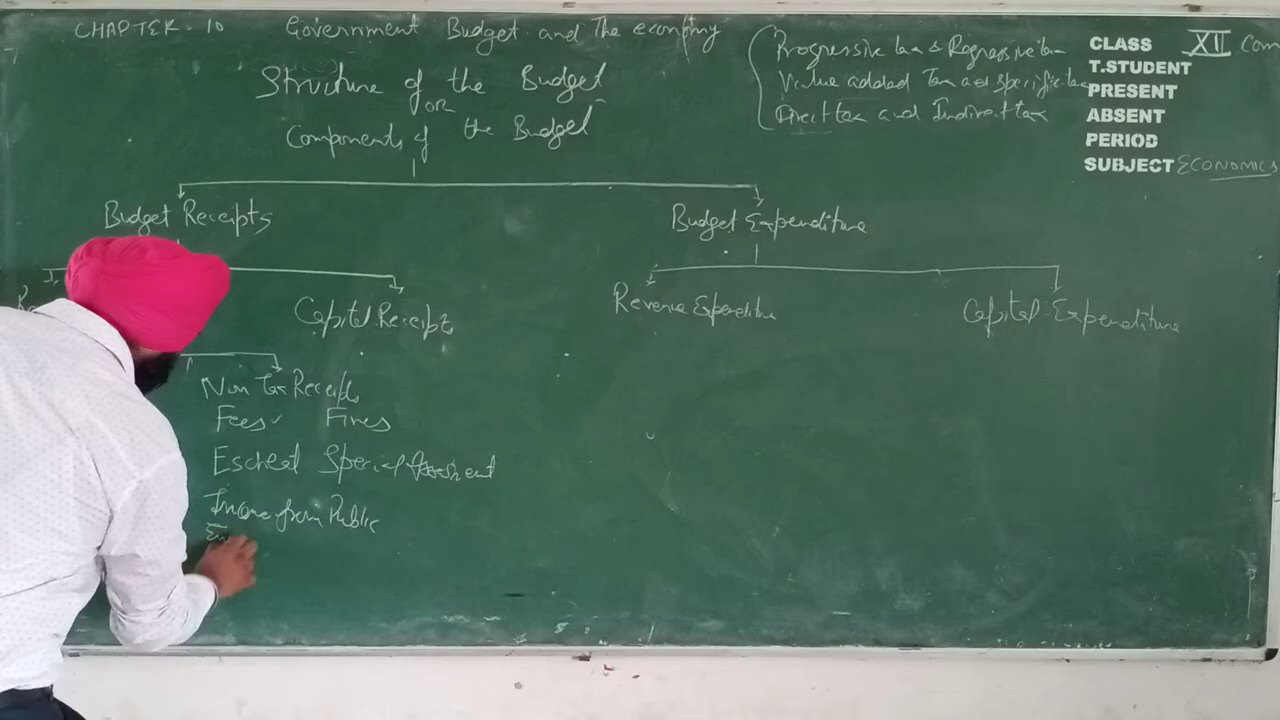 CHAPTER. 10 Government Budget and The economy
Structure of the Budget
OR
Components of the Budget
Progressive tax & Regressive tax
Value added Tax and specific tax
Direct tax and Indirect tax
CLASS XII Com
T.STUDENT
PRESENT
ABSENT
PERIOD
SUBJECT ECONOMICS
Budget Receipts
Budget Expenditure
Capital Receipts
Revenue Expenditure
Capital Expenditure
Non Tax Receipts
Fees Fines
Escheat Special Assesment
Income from Public